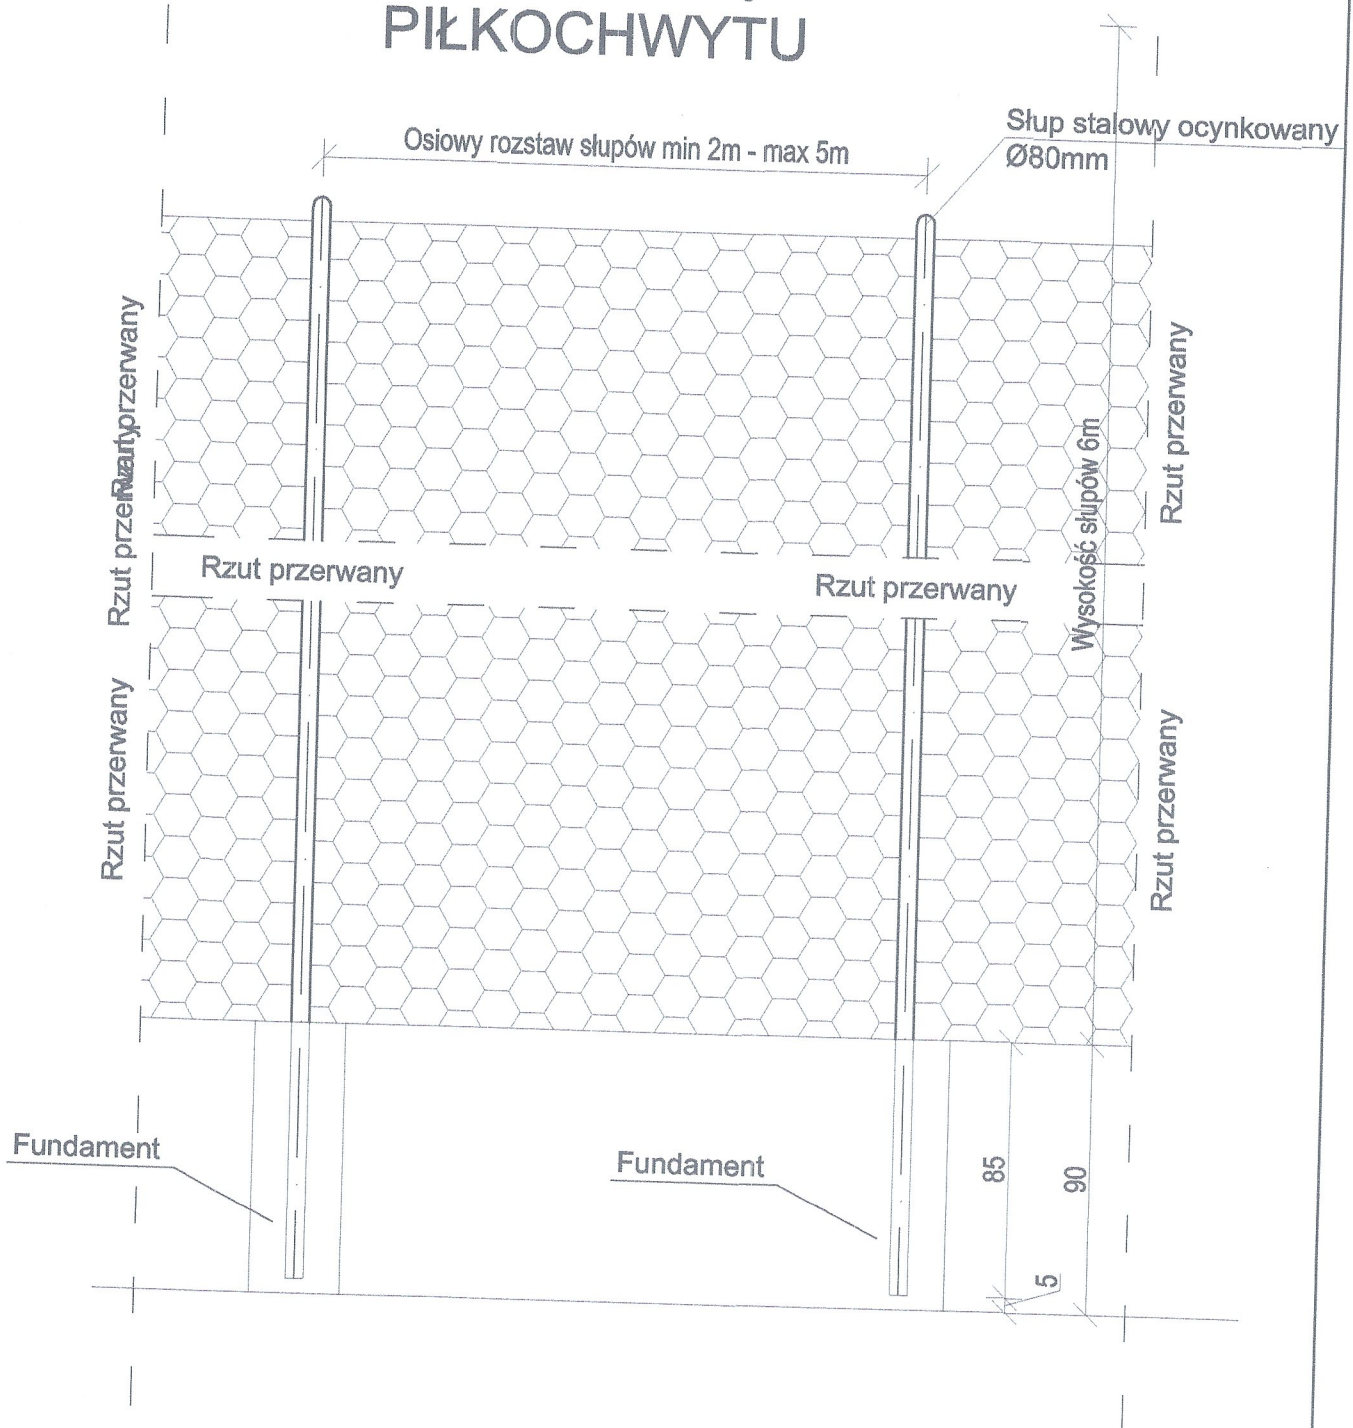 PIŁKOCHWYTU
Osiowy rozstaw słupów min 2m - max 5m
Słup stalowy ocynkowany
Ø80mm
Rzut przerwany
Rzut przerwany
Rzut przerwany
Rzut przerwany
Rzut przerwany
Wysokość słupów 6m
Rzut przerwany
Rzut przerwany
Fundament
Fundament
85
90
5